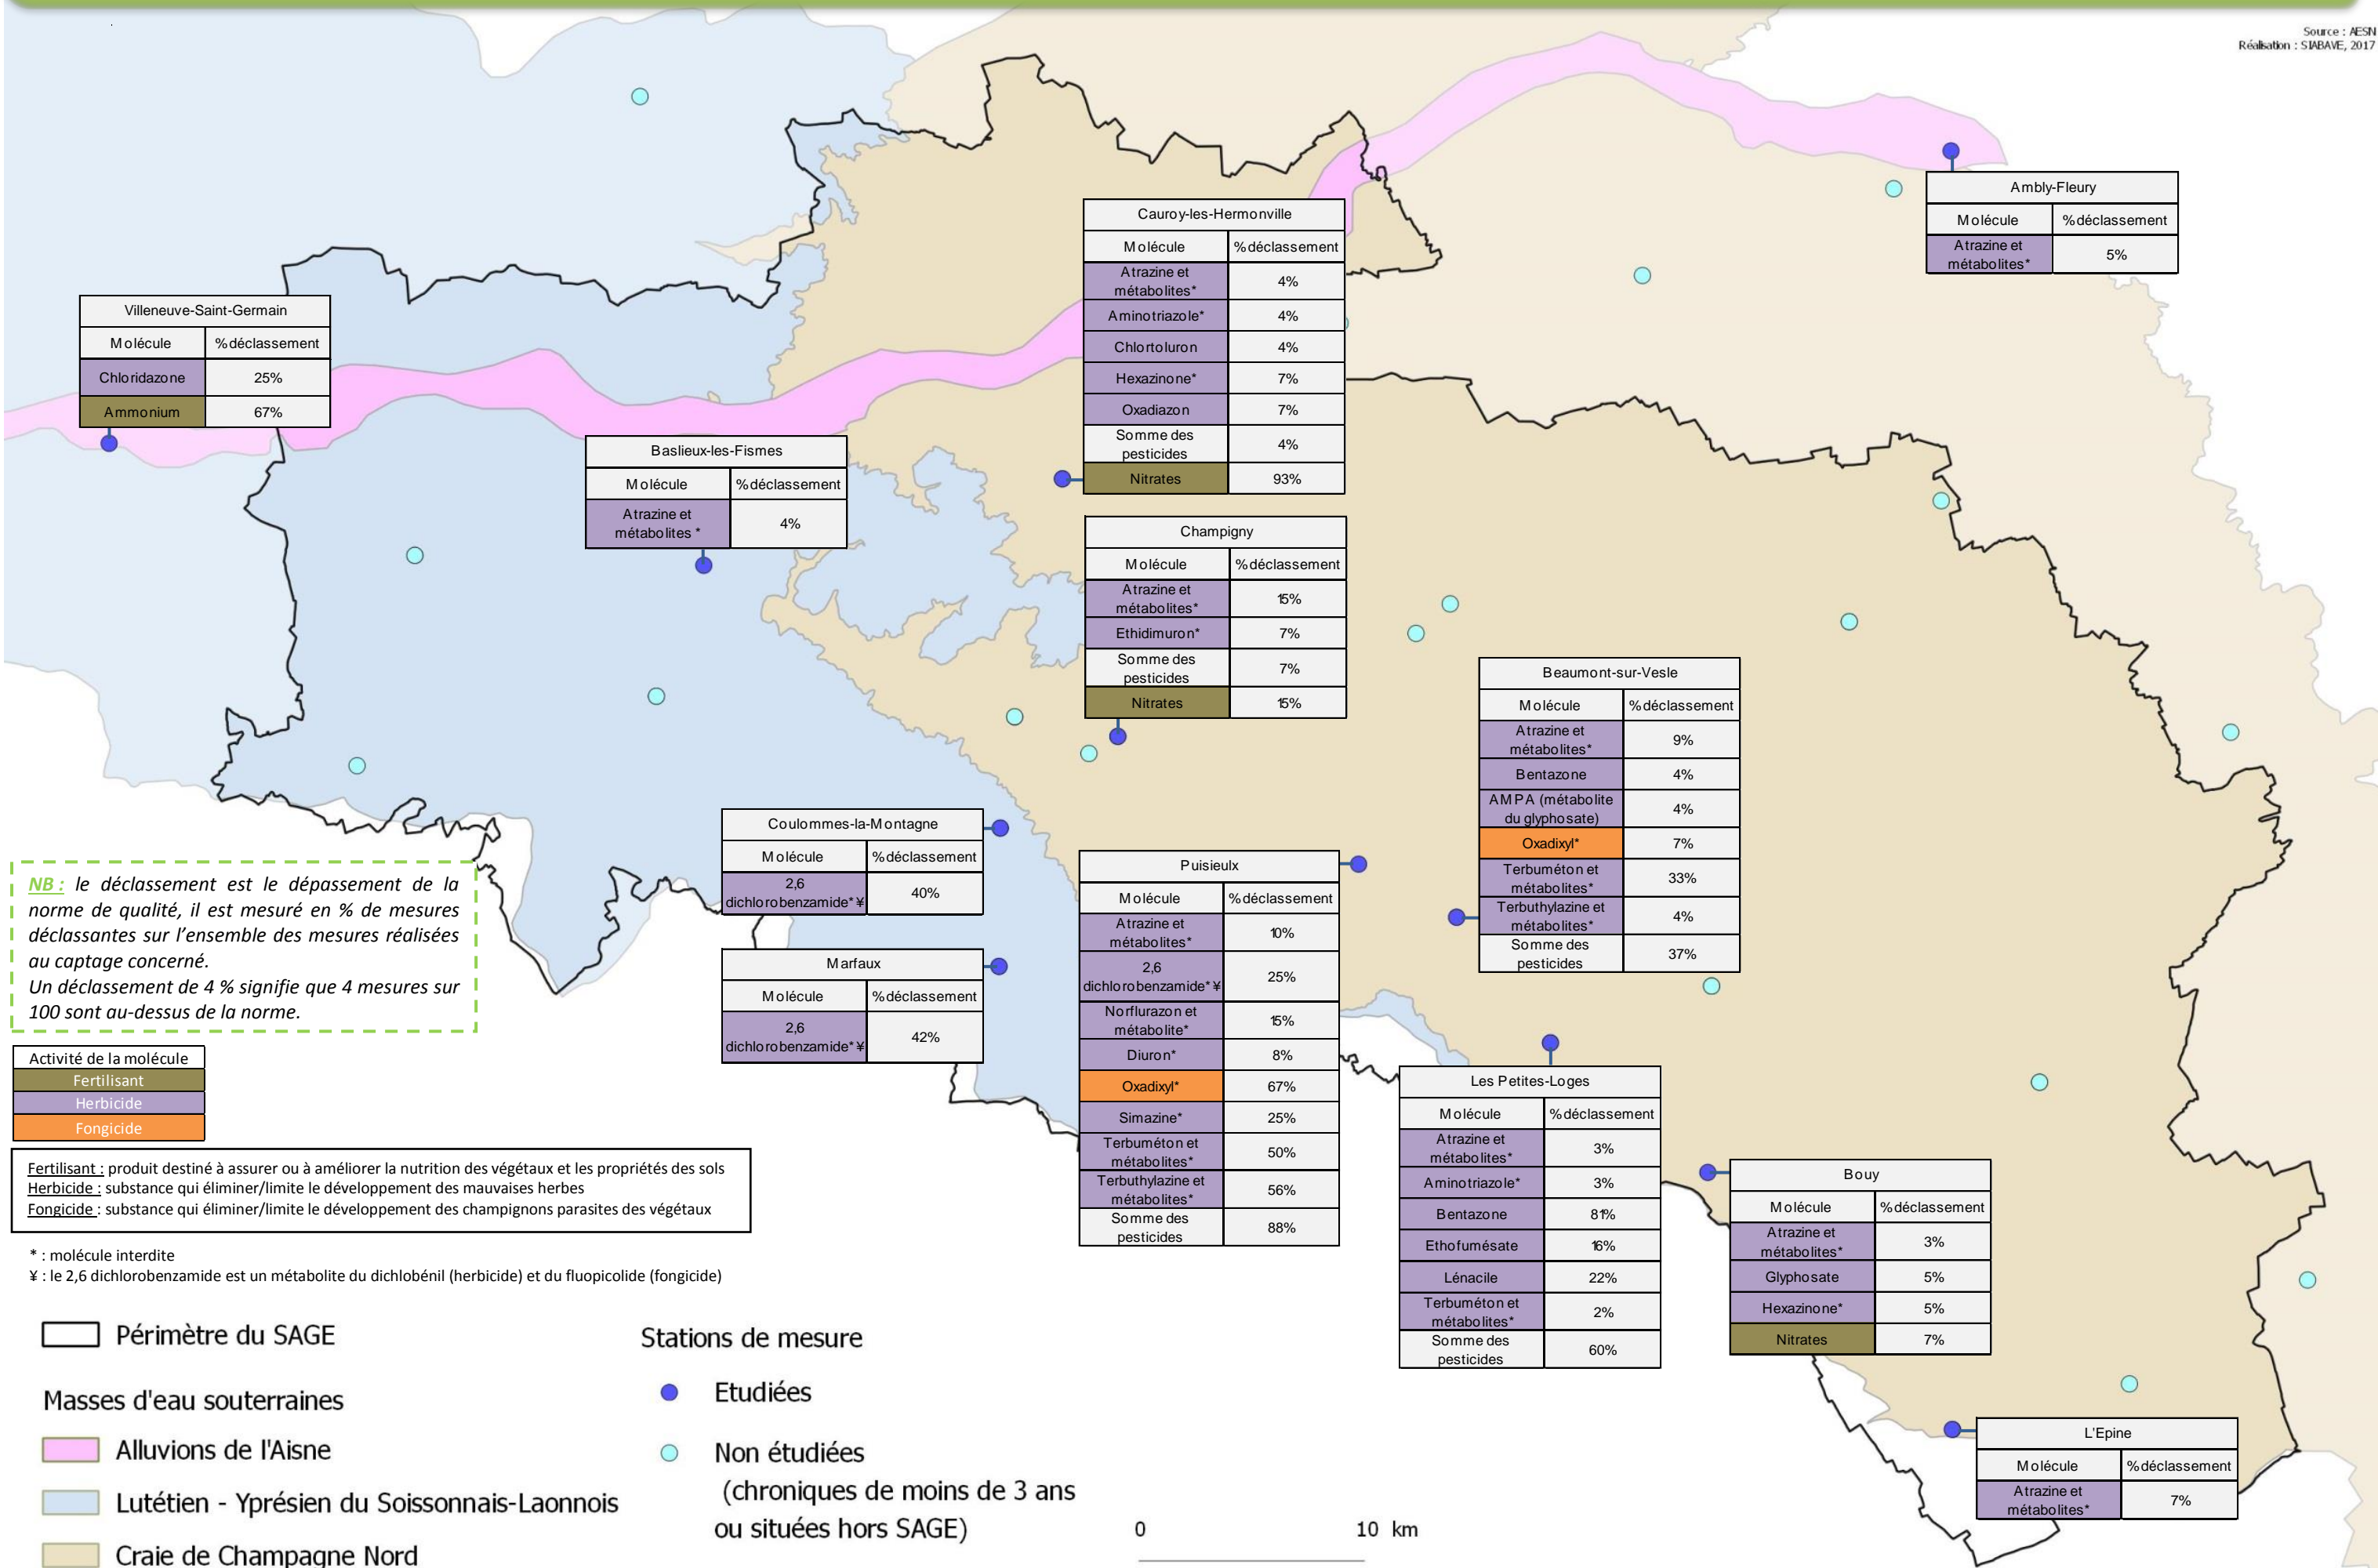 Source : AESN
Réalisation : SIABAVE, 2017
Ambly-Fleury
Molécule % déclassement
Atrazine et
métabolites* 5%
Cauroy-les-Hermonville
Molécule % déclassement
Atrazine et
métabolites* 4%
Aminotriazole* 4%
Chlortoluron 4%
Hexazinone* 7%
Oxadiazon 7%
Somme des
pesticides 4%
Nitrates 93%
Villeneuve-Saint-Germain
Molécule % déclassement
Chloridazone 25%
Ammonium 67%
Baslieux-les-Fismes
Molécule % déclassement
Atrazine et
métabolites * 4%
Champigny
Molécule % déclassement
Atrazine et
métabolites* 15%
Ethidimuron* 7%
Somme des
pesticides 7%
Nitrates 15%
Beaumont-sur-Vesle
Molécule % déclassement
Atrazine et
métabolites* 9%
Bentazone 4%
AMPA (métabolite
du glyphosate) 4%
Oxadixyl* 7%
Terbuméton et
métabolites* 33%
Terbuthylazine et
métabolites* 4%
Somme des
pesticides 37%
Coulommes-la-Montagne
Molécule % déclassement
2,6
dichlorobenzamide* ¥ 40%
Marfaux
Molécule % déclassement
2,6
dichlorobenzamide* ¥ 42%
Puisieulx
Molécule % déclassement
Atrazine et
métabolites* 10%
2,6
dichlorobenzamide* ¥ 25%
Norflurazon et
métabolite* 15%
Diuron* 8%
Oxadixyl* 67%
Simazine* 25%
Terbuméton et
métabolites* 50%
Terbuthylazine et
métabolites* 56%
Somme des
pesticides 88%
Les Petites-Loges
Molécule % déclassement
Atrazine et
métabolites* 3%
Aminotriazole* 3%
Bentazone 81%
Ethofumésate 16%
Lénacile 22%
Terbuméton et
métabolites* 2%
Somme des
pesticides 60%
Bouy
Molécule % déclassement
Atrazine et
métabolites* 3%
Glyphosate 5%
Hexazinone* 5%
Nitrates 7%
L'Epine
Molécule % déclassement
Atrazine et
métabolites* 7%
NB : le déclassement est le dépassement de la
norme de qualité, il est mesuré en % de mesures
déclassantes sur l'ensemble des mesures réalisées
au captage concerné.
Un déclassement de 4 % signifie que 4 mesures sur
100 sont au-dessus de la norme.
Activité de la molécule
Fertilisant
Herbicide
Fongicide
Fertilisant : produit destiné à assurer ou à améliorer la nutrition des végétaux et les propriétés des sols
Herbicide : substance qui éliminer/limite le développement des mauvaises herbes
Fongicide : substance qui éliminer/limite le développement des champignons parasites des végétaux
* : molécule interdite
¥ : le 2,6 dichlorobenzamide est un métabolite du dichlobénil (herbicide) et du fluopicolide (fongicide)
Périmètre du SAGE
Masses d'eau souterraines
Alluvions de l'Aisne
Lutétien - Yprésien du Soissonnais-Laonnois
Craie de Champagne Nord
Stations de mesure
Etudiées
Non étudiées
(chroniques de moins de 3 ans
ou situées hors SAGE)
0 10 km